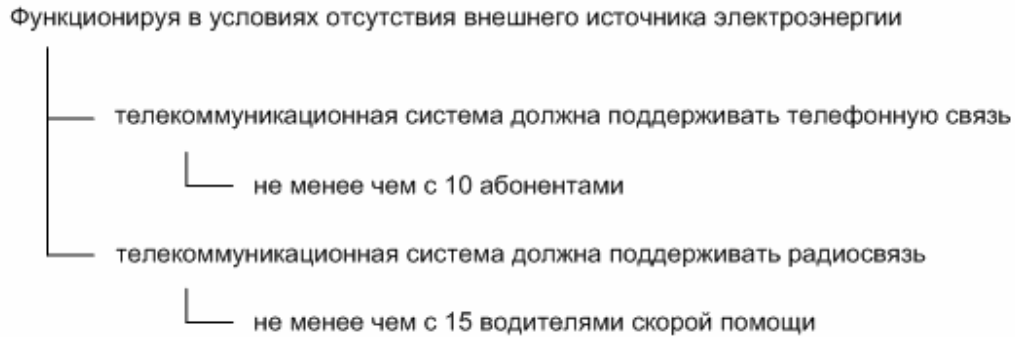 Функционируя в условиях отсутствия внешнего источника электроэнергии
телекоммуникационная система должна поддерживать телефонную связь
не менее чем с 10 абонентами
телекоммуникационная система должна поддерживать радиосвязь
не менее чем с 15 водителями скорой помощи